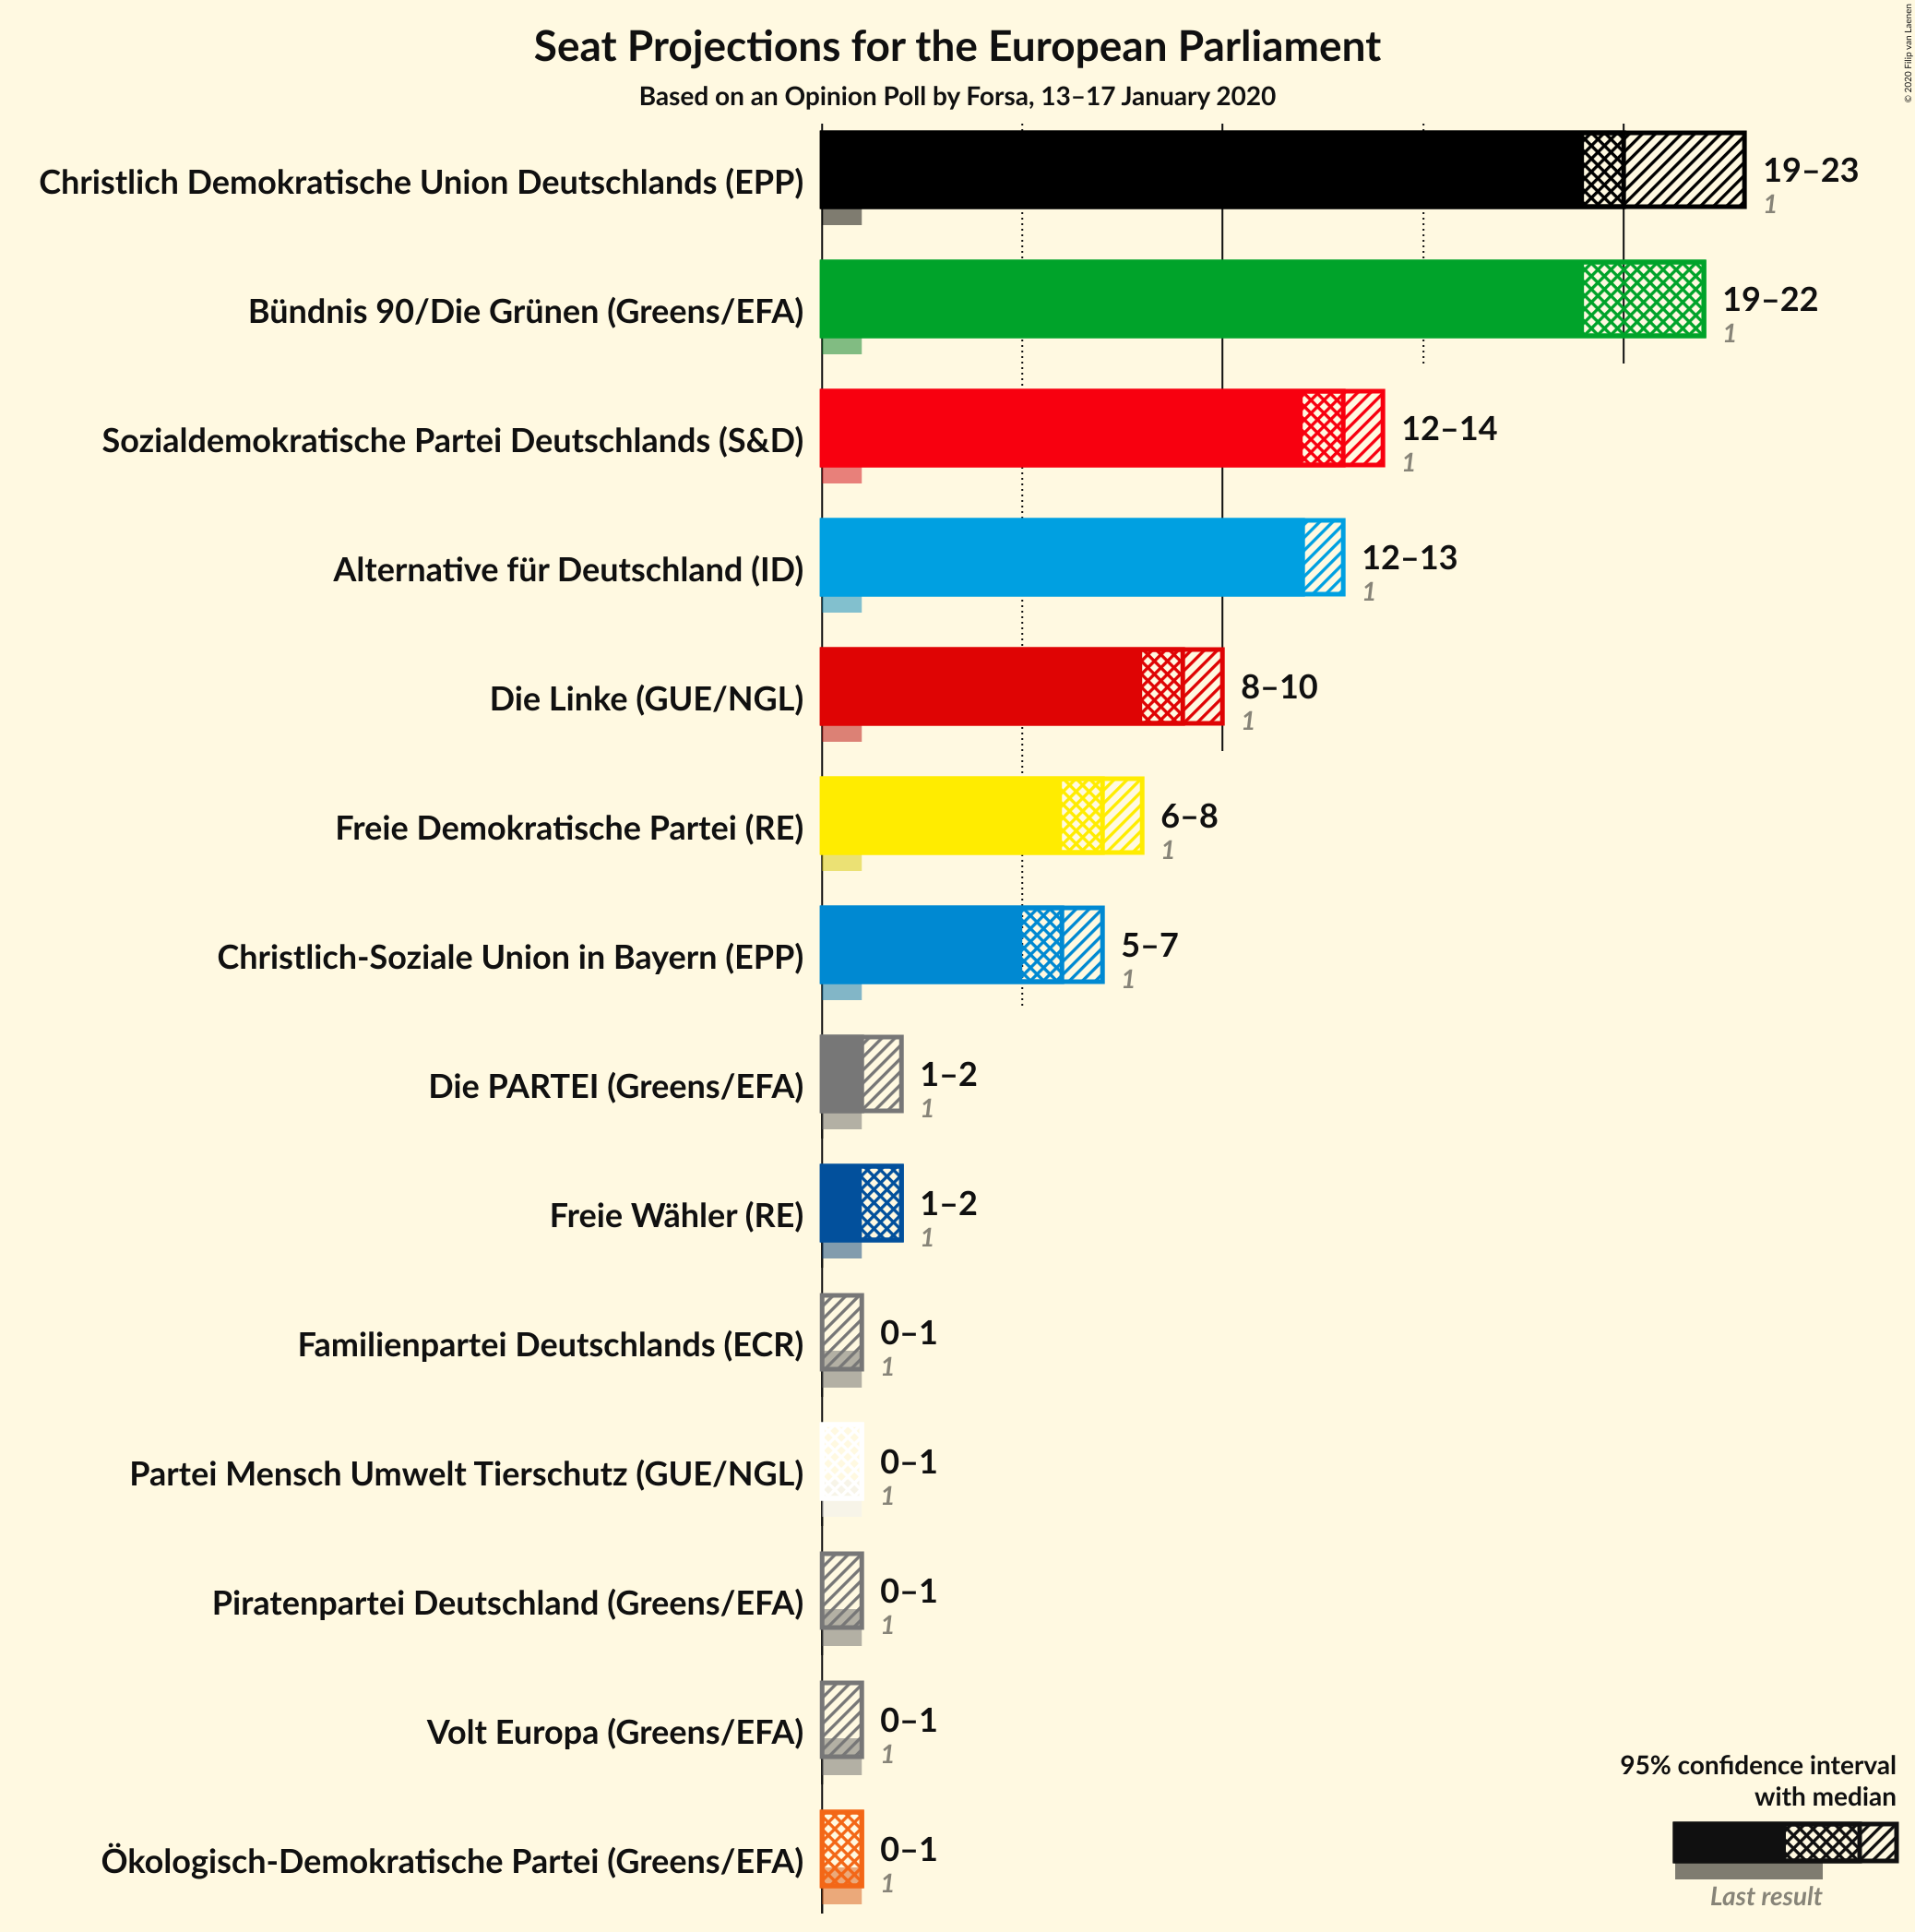 Seat Projections for the European Parliament
Based on an Opinion Poll by Forsa, 13–17 January 2020
© 2020 Filip van Laenen
Christlich Demokratische Union Deutschlands (EPP)
19–23
1
Bündnis 90/Die Grünen (Greens/EFA)
19–22
1
Sozialdemokratische Partei Deutschlands (S&D)
12–14
1
Alternative für Deutschland (ID)
12–13
1
Die Linke (GUE/NGL)
8–10
1
Freie Demokratische Partei (RE)
6–8
1
Christlich-Soziale Union in Bayern (EPP)
5–7
1
Die PARTEI (Greens/EFA)
1–2
1
Freie Wähler (RE)
1–2
1
Familienpartei Deutschlands (ECR)
0–1
1
Partei Mensch Umwelt Tierschutz (GUE/NGL)
0–1
1
Piratenpartei Deutschland (Greens/EFA)
0–1
1
Volt Europa (Greens/EFA)
0–1
1
Ökologisch-Demokratische Partei (Greens/EFA)
0–1
1
95% confidence interval
with median
Last result